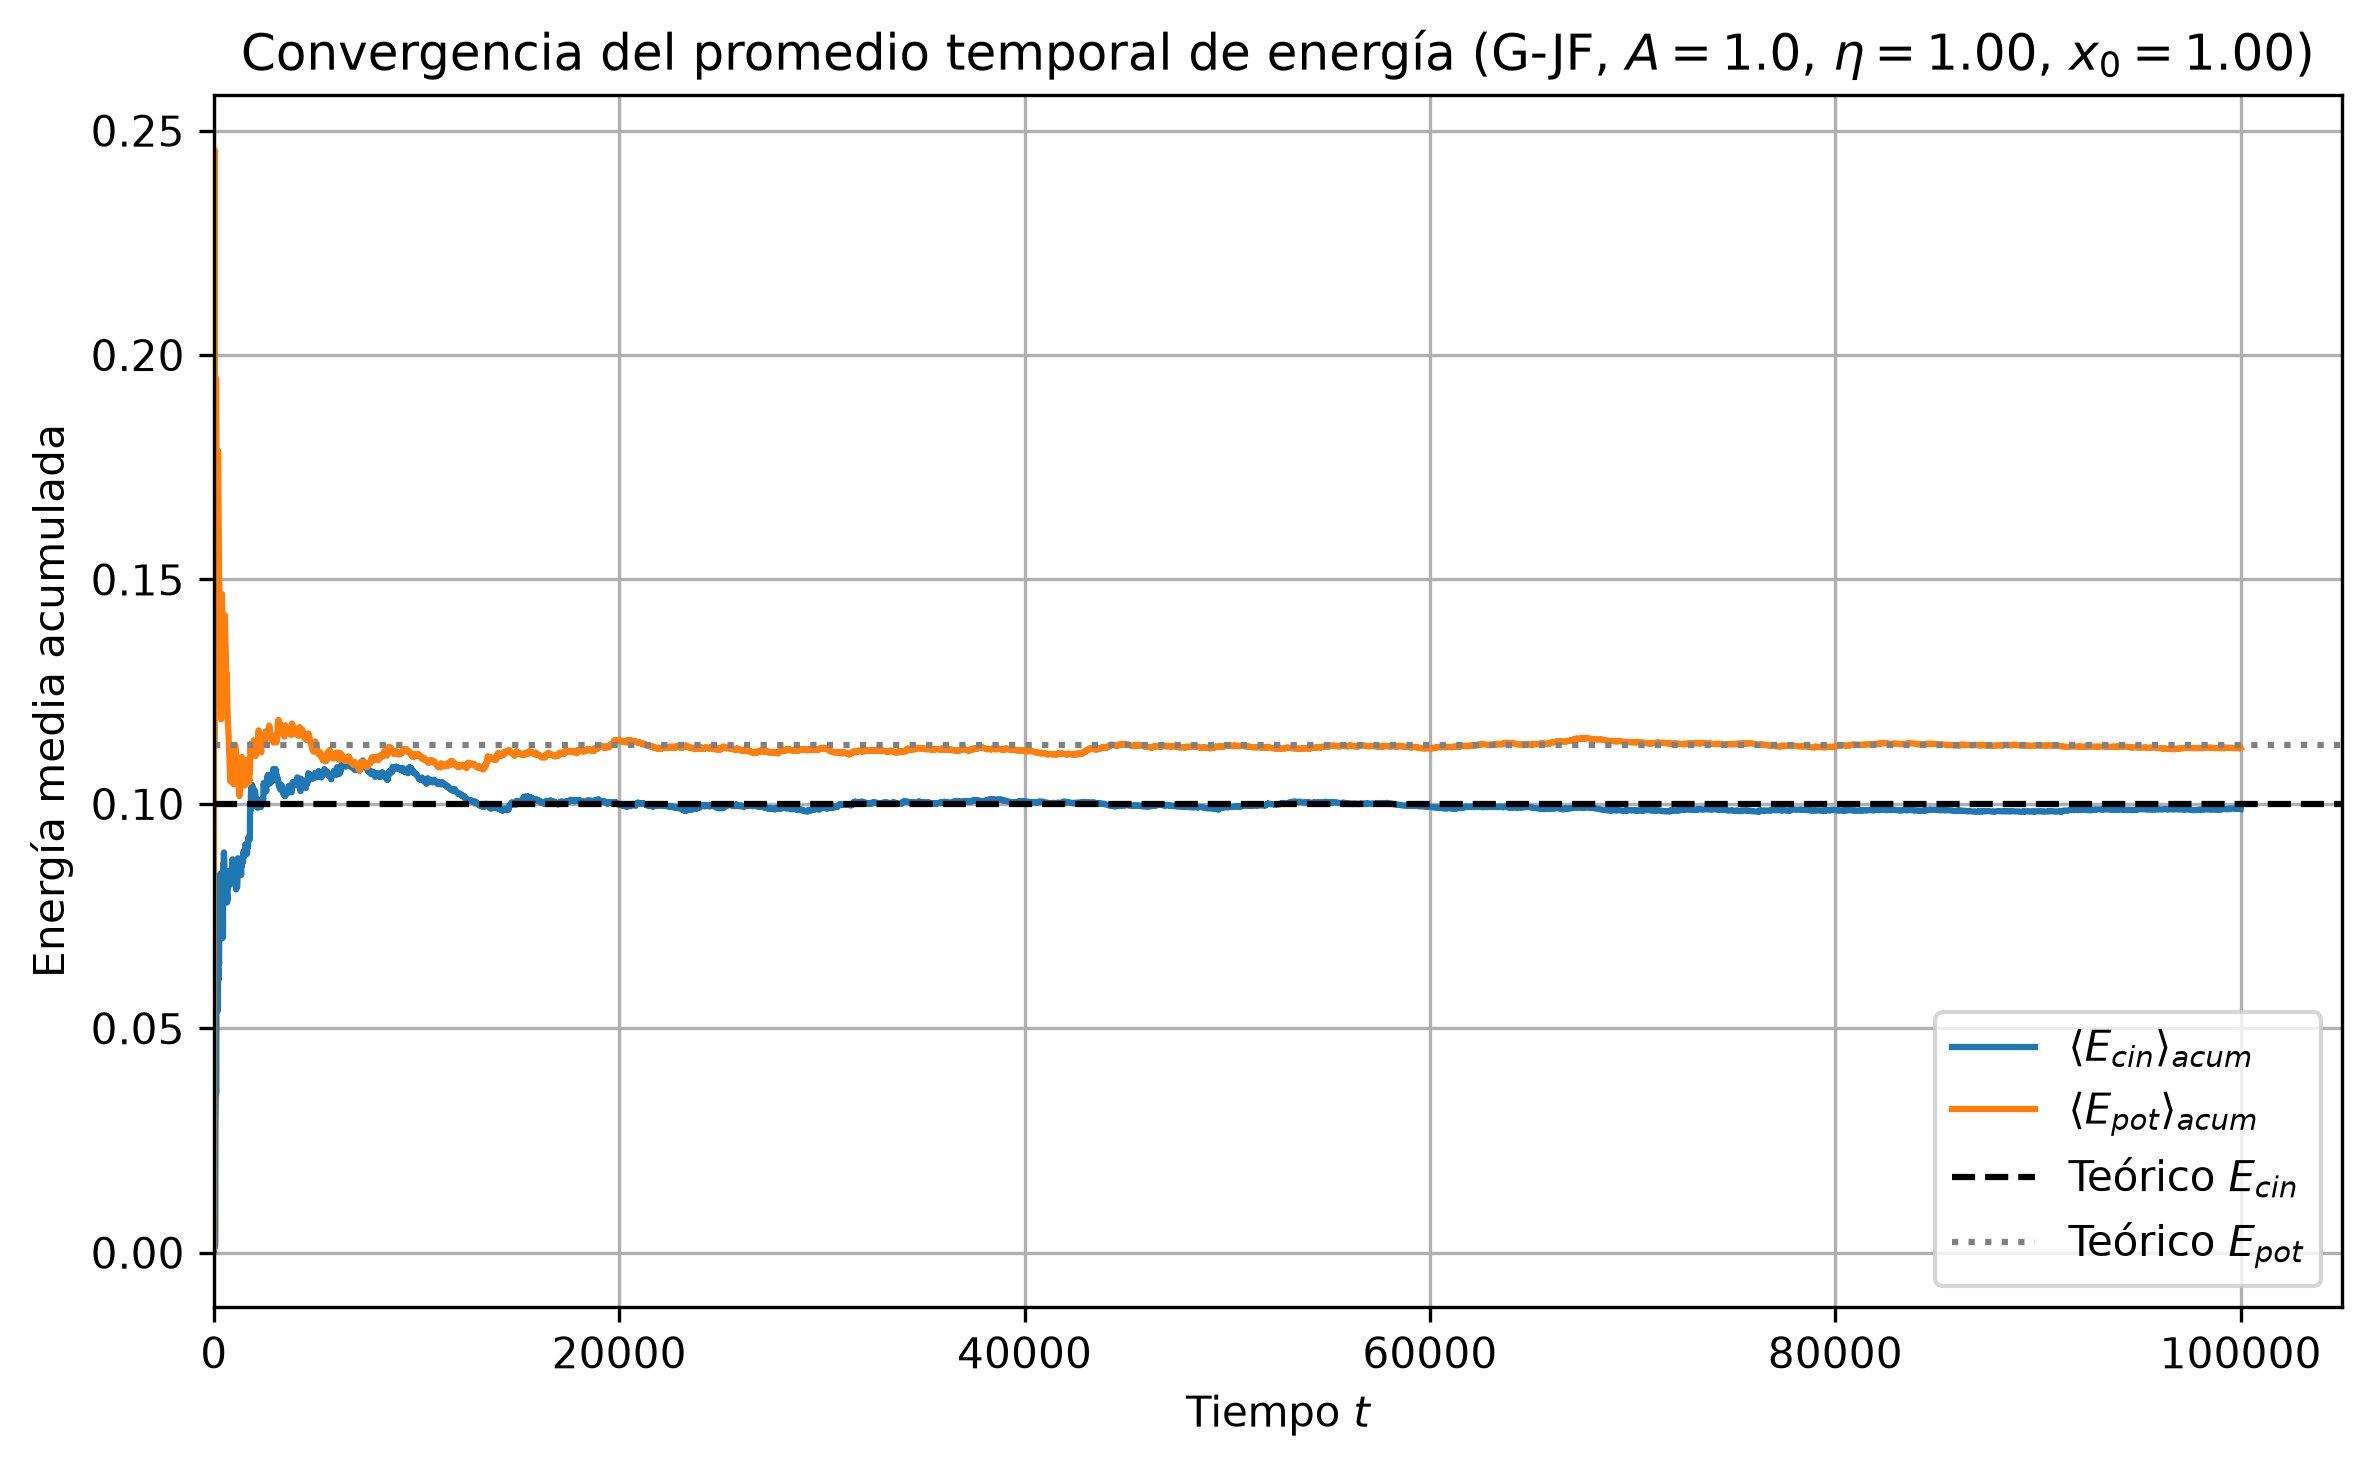 Convergencia del promedio temporal de energía (G-JF, A = 1.0, η = 1.00, x₀ = 1.00)
Energía media acumulada
0.25
0.20
0.15
0.10
0.05
0.00
⟨E_cin⟩_acum
⟨E_pot⟩_acum
Teórico E_cin
Teórico E_pot
0 20000 40000 60000 80000 100000
Tiempo t